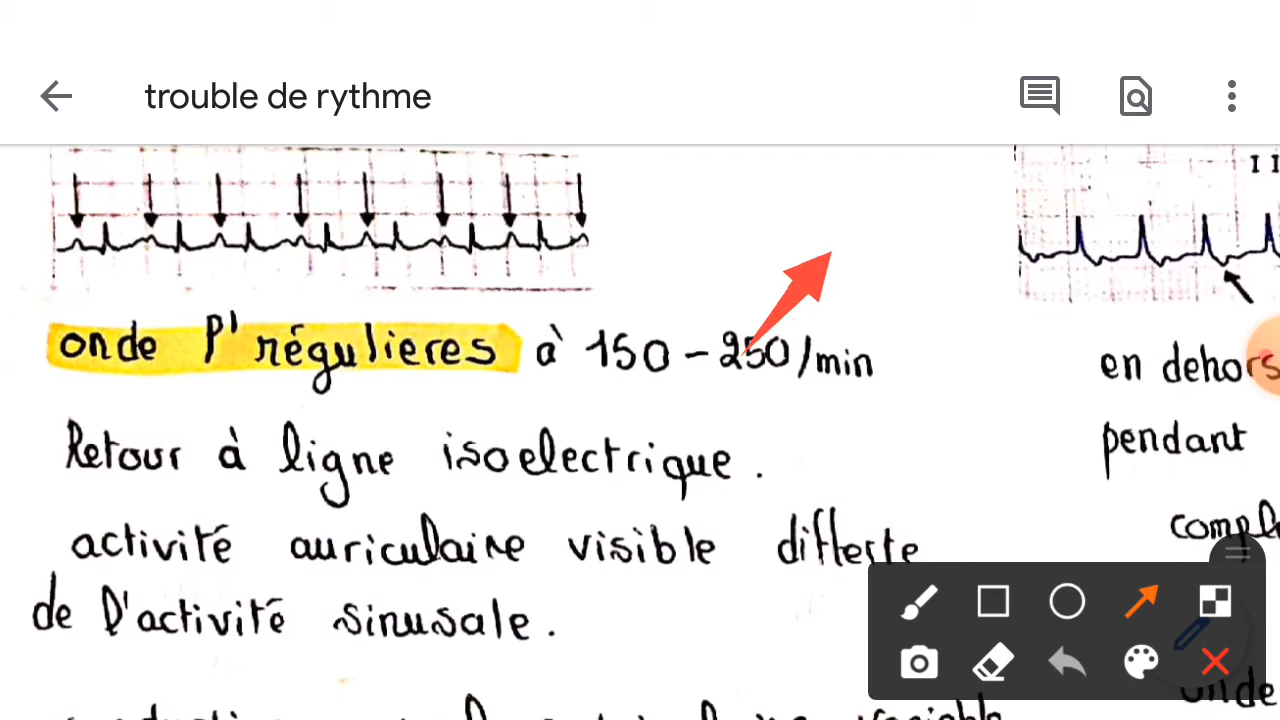 trouble de rythme
II
onde P' régulieres à 150 - 250/min
Retour à ligne isoelectrique.
activité auriculaire visible differte
de l'activité sinusale.
en dehors
pendant
onde